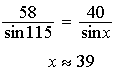 58/sin115 = 40/sinx
x ≈ 39